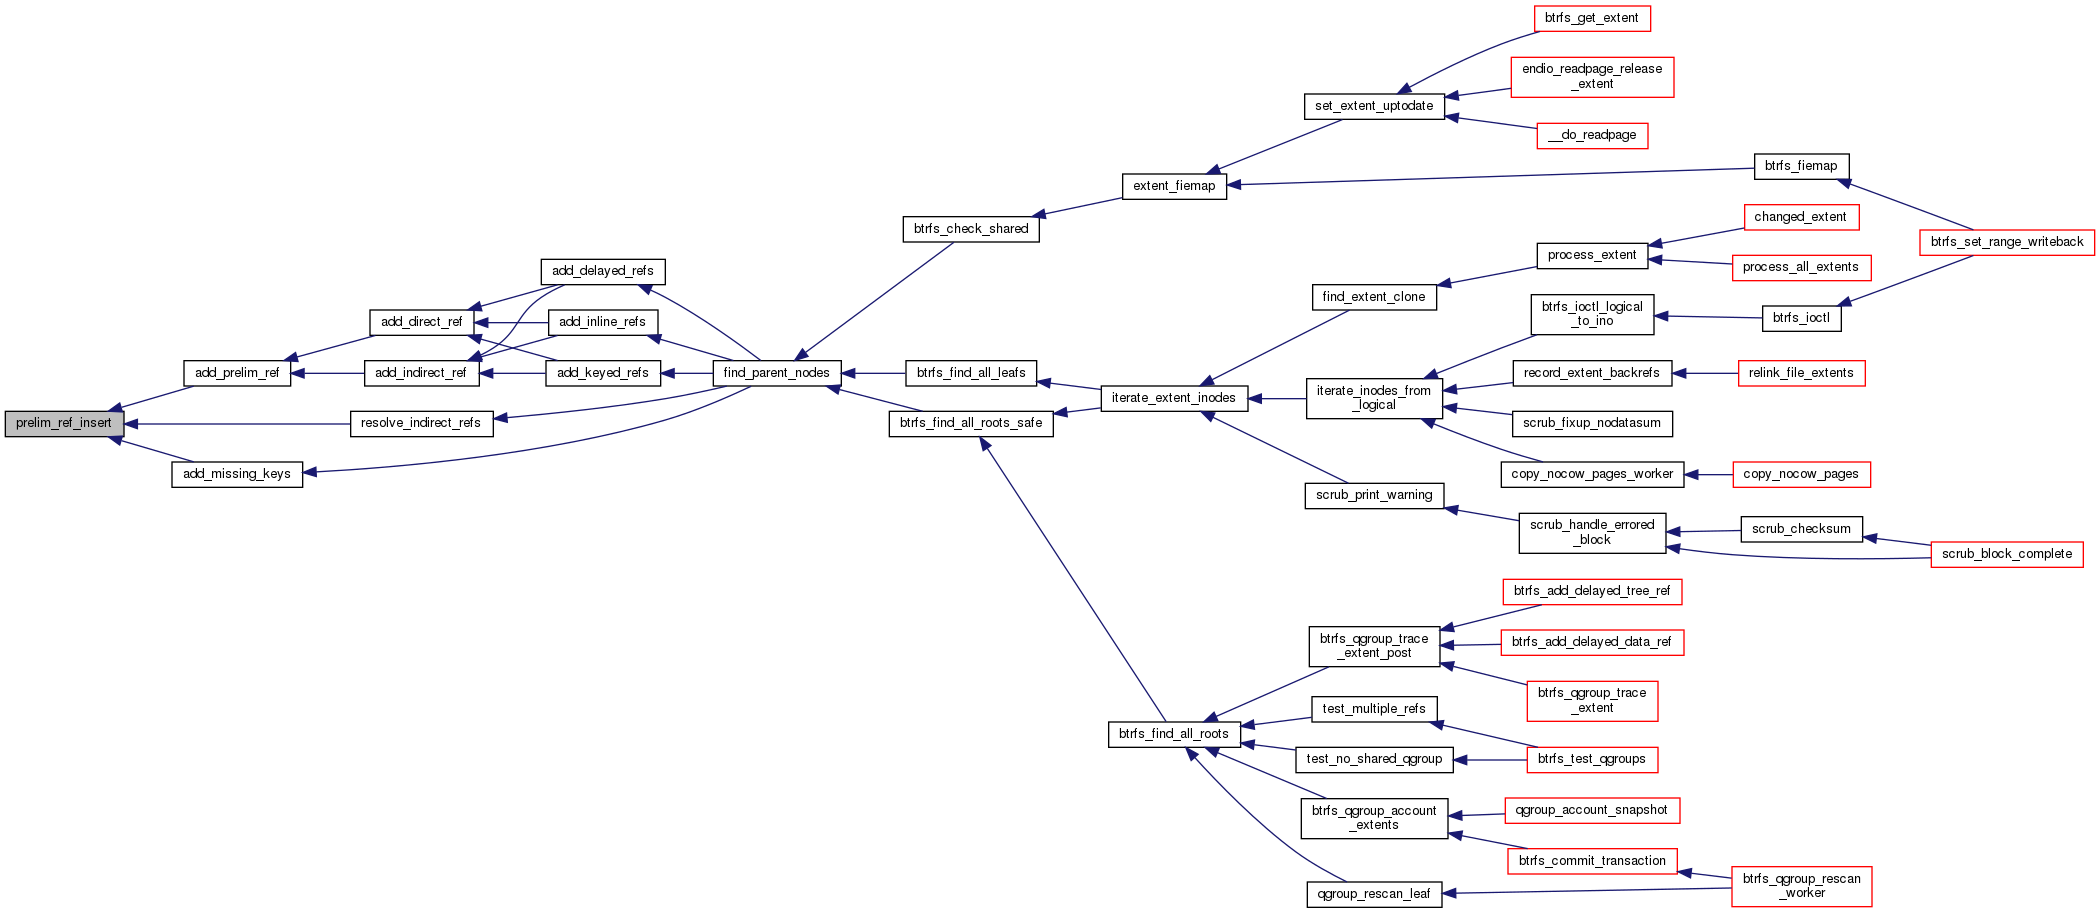 prelim_ref_insert
add_prelim_ref
add_missing_keys
add_direct_ref
add_indirect_ref
resolve_indirect_refs
add_delayed_refs
add_inline_refs
add_keyed_refs
find_parent_nodes
btrfs_check_shared
btrfs_find_all_leafs
btrfs_find_all_roots_safe
extent_fiemap
iterate_extent_inodes
btrfs_find_all_roots
set_extent_uptodate
find_extent_clone
iterate_inodes_from
_logical
scrub_print_warning
btrfs_qgroup_trace
_extent_post
test_multiple_refs
test_no_shared_qgroup
btrfs_qgroup_account
_extents
qgroup_rescan_leaf
btrfs_get_extent
endio_readpage_release
_extent
__do_readpage
process_extent
btrfs_ioctl_logical
_to_ino
record_extent_backrefs
scrub_fixup_nodatasum
copy_nocow_pages_worker
scrub_handle_errored
_block
btrfs_add_delayed_tree_ref
btrfs_add_delayed_data_ref
btrfs_qgroup_trace
_extent
btrfs_test_qgroups
qgroup_account_snapshot
btrfs_commit_transaction
btrfs_fiemap
changed_extent
process_all_extents
btrfs_ioctl
relink_file_extents
copy_nocow_pages
scrub_checksum
btrfs_qgroup_rescan
_worker
btrfs_set_range_writeback
scrub_block_complete